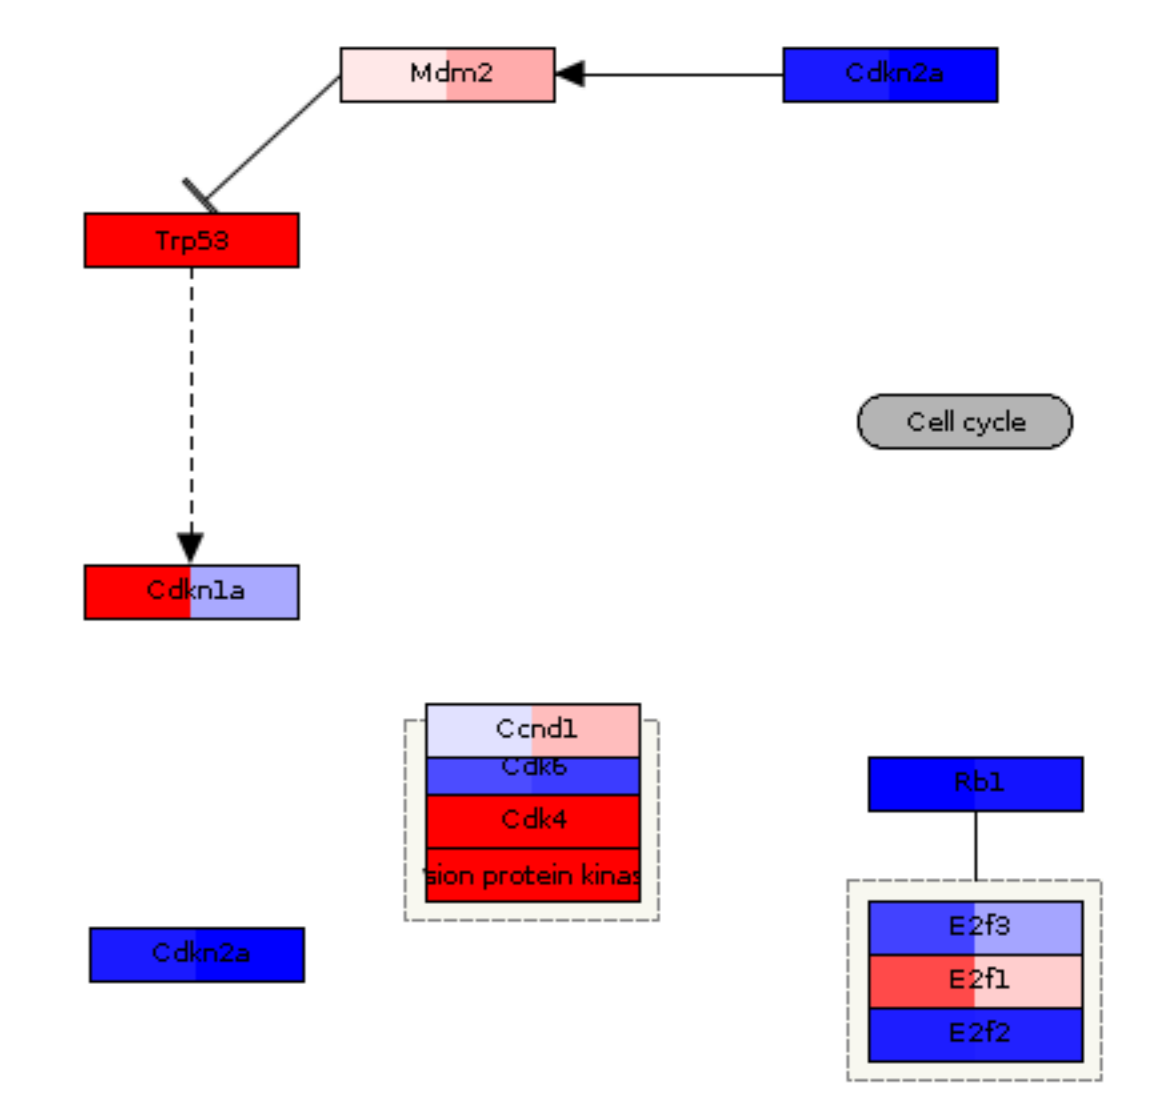 Mdm2
Cdkn2a
Trp53
Cell cycle
Cdkn1a
Ccnd1
Cdk6
Cdk4
sion protein kinas
Rb1
E2f3
E2f1
E2f2
Cdkn2a